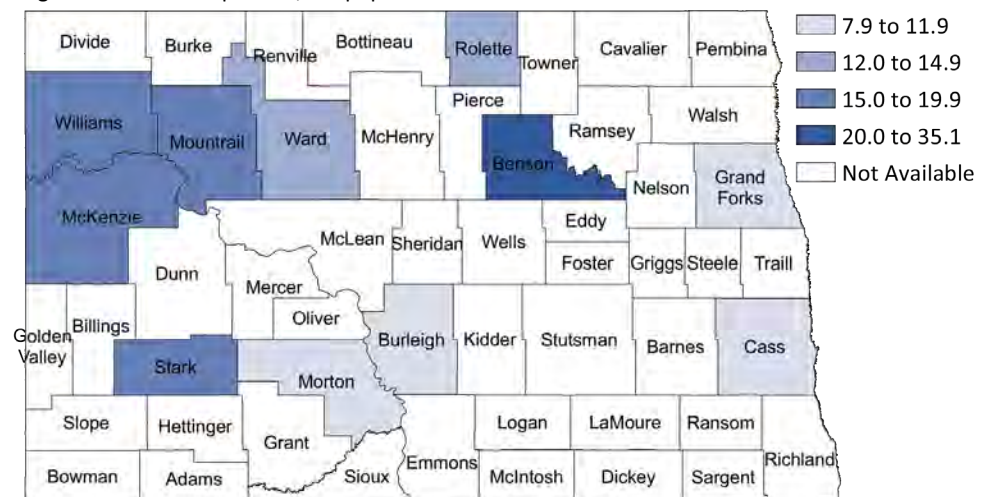 Divide
Burke
Renville
Bottineau
Rolette
Towner
Cavalier
Pembina
Pierce
Walsh
Williams
Mountrail
Ward
McHenry
Ramsey
Benson
Nelson
Grand
Forks
McKenzie
McLean
Sheridan
Wells
Eddy
Foster
Griggs
Steele
Traill
Dunn
Mercer
Oliver
Golden
Valley
Billings
Stark
Morton
Burleigh
Kidder
Stutsman
Barnes
Cass
Slope
Hettinger
Grant
Logan
LaMoure
Ransom
Richland
Bowman
Adams
Sioux
Emmons
McIntosh
Dickey
Sargent
7.9 to 11.9
12.0 to 14.9
15.0 to 19.9
20.0 to 35.1
Not Available